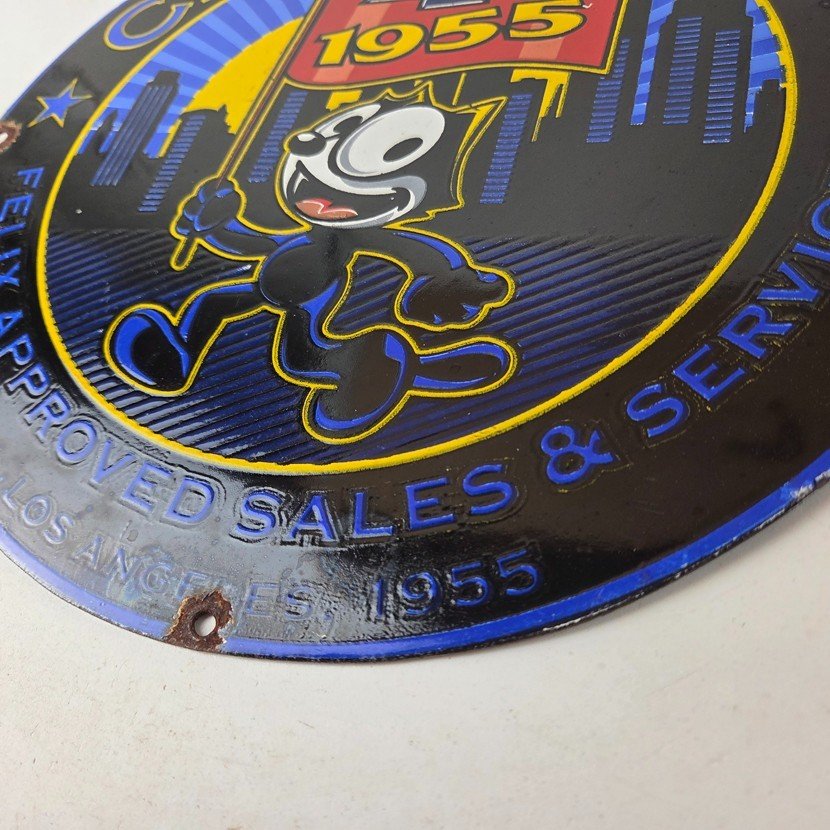 1955
FELIX APPROVED SALES & SERVIC
LOS ANGELES, 1955